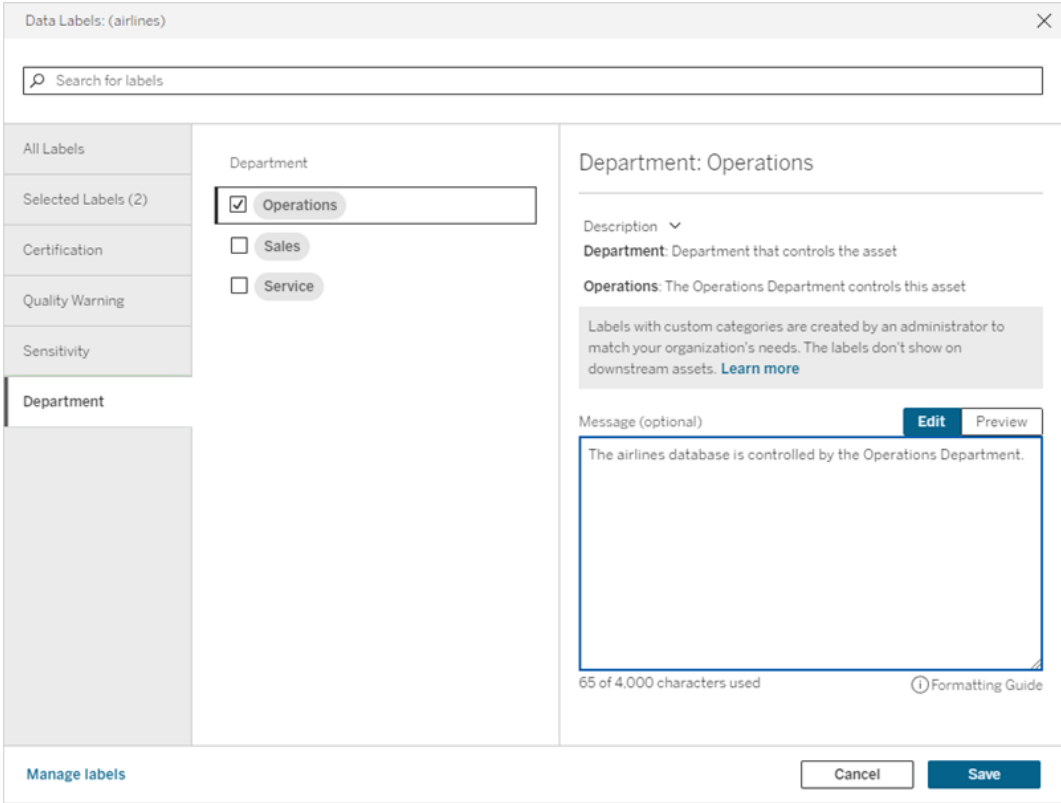 Data Labels: (airlines)
Search for labels
All Labels
Selected Labels (2)
Certification
Quality Warning
Sensitivity
Department
Department
Operations
Sales
Service
Department: Operations
Description
Department: Department that controls the asset
Operations: The Operations Department controls this asset
Labels with custom categories are created by an administrator to
match your organization's needs. The labels don't show on
downstream assets. Learn more
Message (optional)
Edit
Preview
The airlines database is controlled by the Operations Department.
65 of 4,000 characters used
Formatting Guide
Manage labels
Cancel
Save